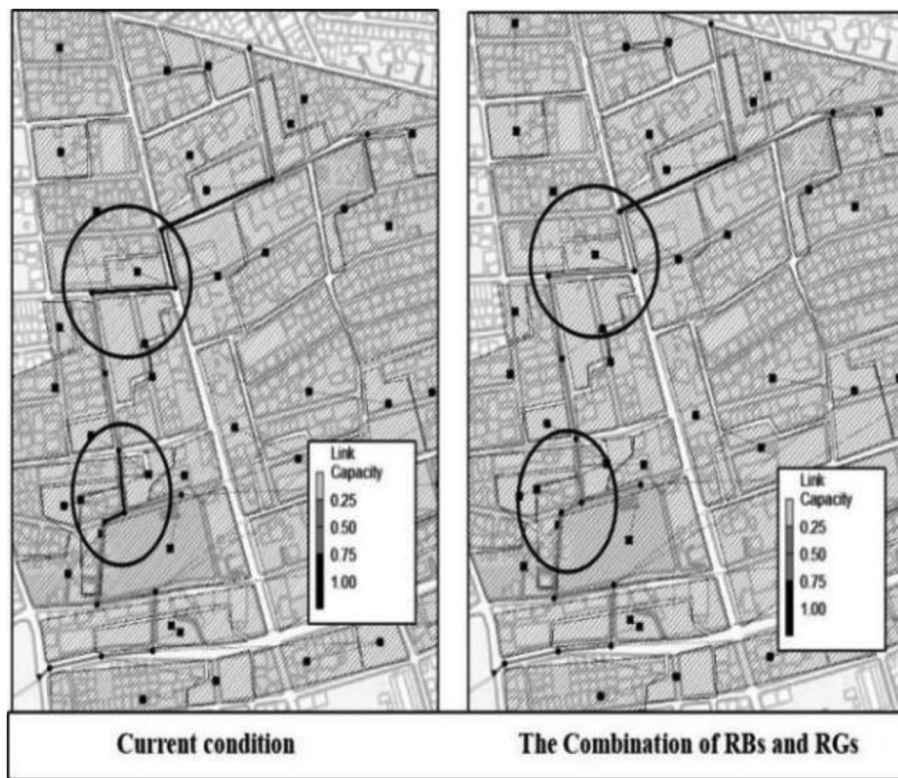 Link
Capacity
0.25
0.50
0.75
1.00
Link
Capacity
0.25
0.50
0.75
1.00
Current condition
The Combination of RBs and RGs